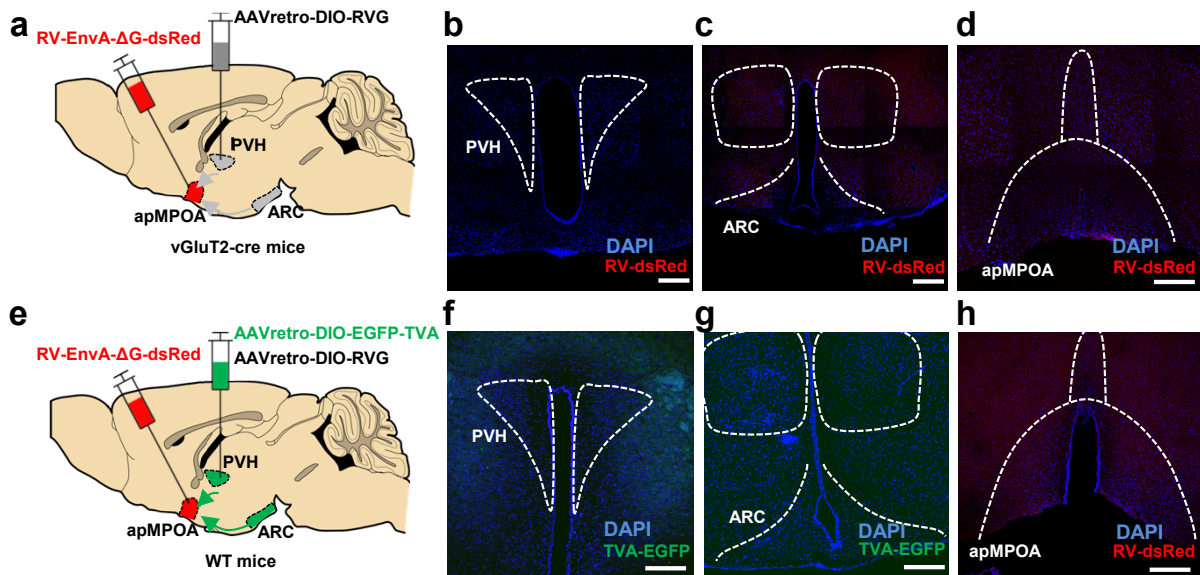 a
AAVretro-DIO-RVG
RV-EnvA-ΔG-dsRed
PVH
apMPOA
ARC
vGluT2-cre mice
b
PVH
DAPI
RV-dsRed
c
ARC
DAPI
RV-dsRed
d
apMPOA
DAPI
RV-dsRed
e
AAVretro-DIO-EGFP-TVA
RV-EnvA-ΔG-dsRed
AAVretro-DIO-RVG
PVH
apMPOA
ARC
WT mice
f
PVH
DAPI
TVA-EGFP
g
ARC
DAPI
TVA-EGFP
h
apMPOA
DAPI
RV-dsRed